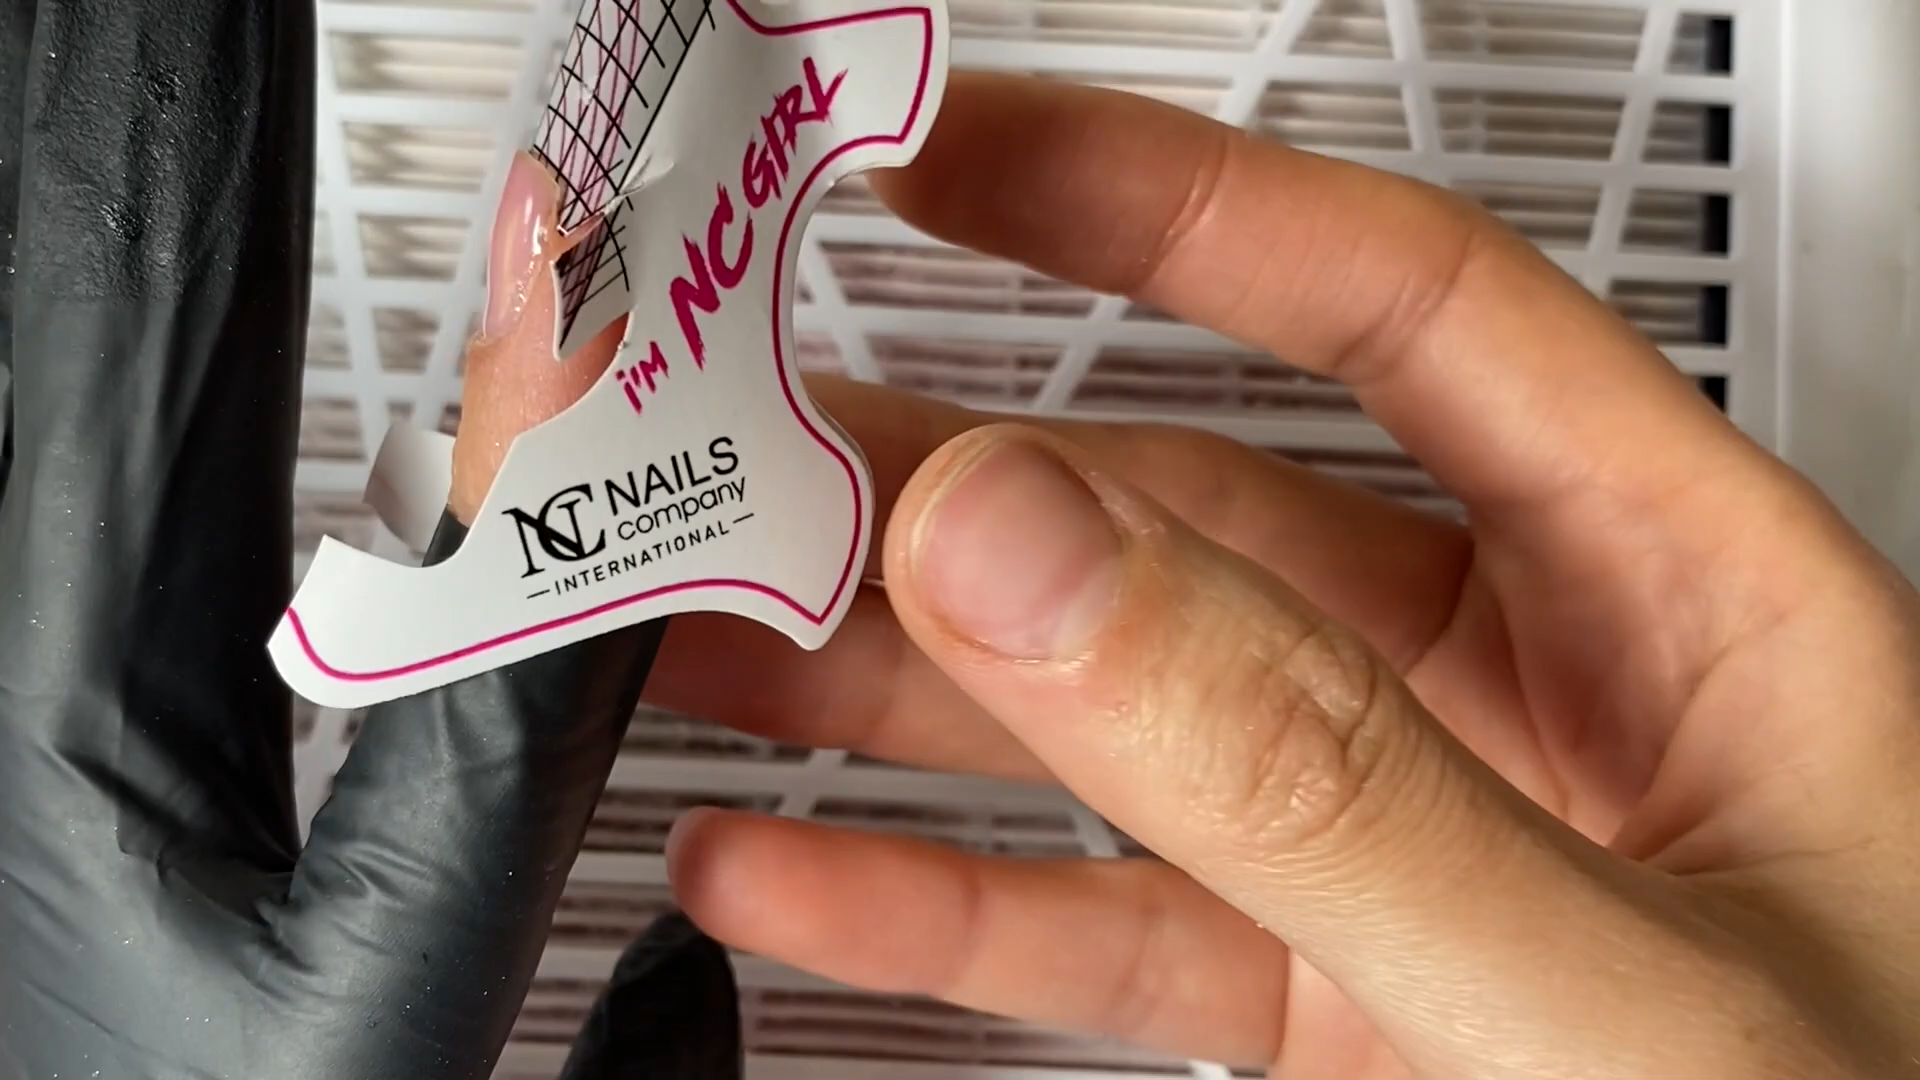 I'M NC GIRL
NC NAILS
company
—INTERNATIONAL—